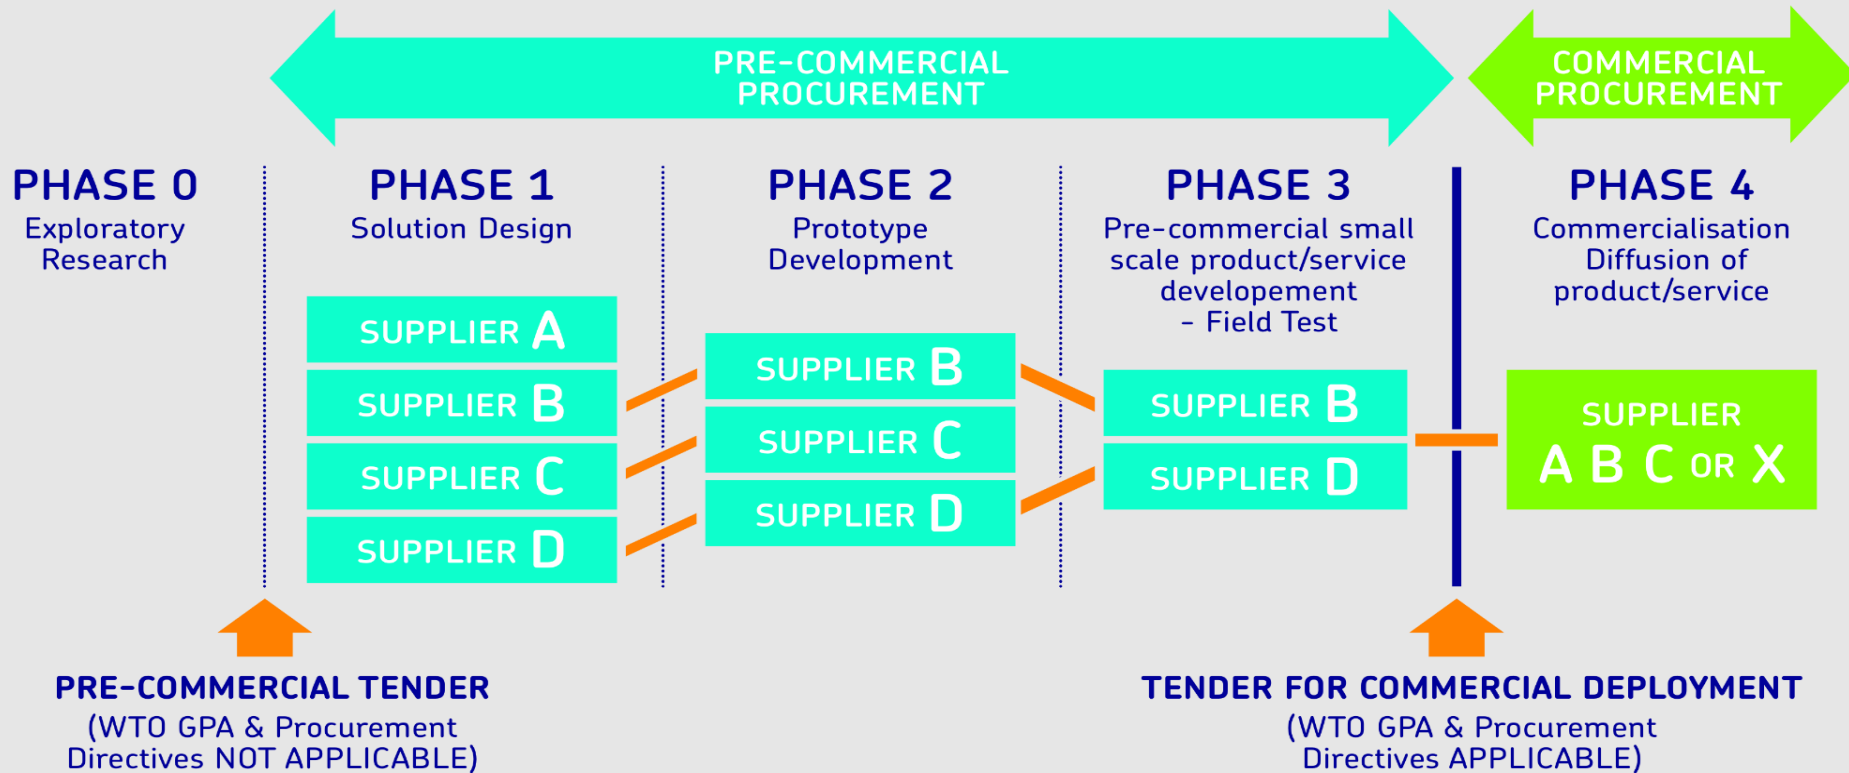 PRE-COMMERCIAL
PROCUREMENT
COMMERCIAL
PROCUREMENT
PHASE 0
Exploratory
Research
PHASE 1
Solution Design
SUPPLIER A
SUPPLIER B
SUPPLIER C
SUPPLIER D
PHASE 2
Prototype
Development
SUPPLIER B
SUPPLIER C
SUPPLIER D
PHASE 3
Pre-commercial small
scale product/service
developement
- Field Test
SUPPLIER B
SUPPLIER D
PHASE 4
Commercialisation
Diffusion of
product/service
SUPPLIER
A B C OR X
PRE-COMMERCIAL TENDER
(WTO GPA & Procurement
Directives NOT APPLICABLE)
TENDER FOR COMMERCIAL DEPLOYMENT
(WTO GPA & Procurement
Directives APPLICABLE)